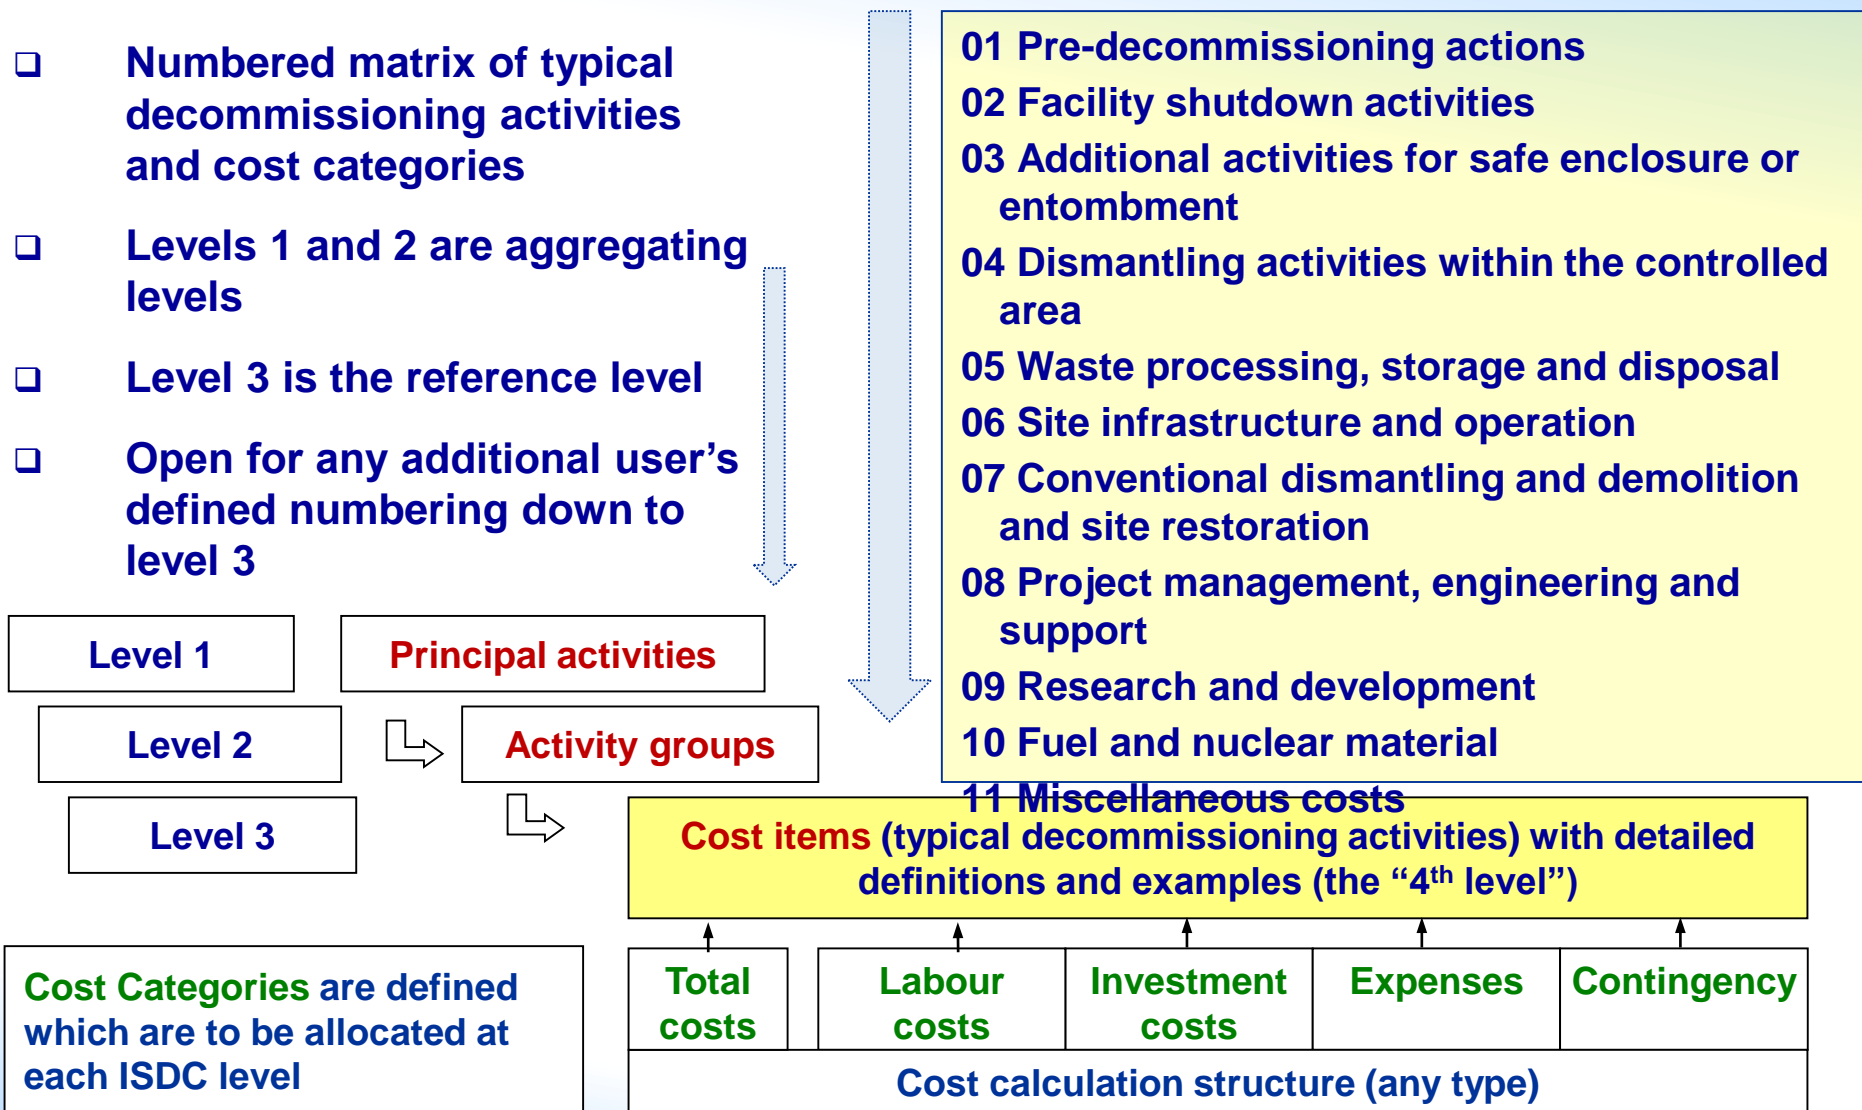 Numbered matrix of typical
decommissioning activities
and cost categories
Levels 1 and 2 are aggregating
levels
Level 3 is the reference level
Open for any additional user’s
defined numbering down to
level 3
01 Pre-decommissioning actions
02 Facility shutdown activities
03 Additional activities for safe enclosure or
entombment
04 Dismantling activities within the controlled
area
05 Waste processing, storage and disposal
06 Site infrastructure and operation
07 Conventional dismantling and demolition
and site restoration
08 Project management, engineering and
support
09 Research and development
10 Fuel and nuclear material
11 Miscellaneous costs
Level 1
Principal activities
Level 2
Activity groups
Level 3
Cost items (typical decommissioning activities) with detailed
definitions and examples (the “4th level”)
Cost Categories are defined
which are to be allocated at
each ISDC level
Total
costs
Labour
costs
Investment
costs
Expenses
Contingency
Cost calculation structure (any type)